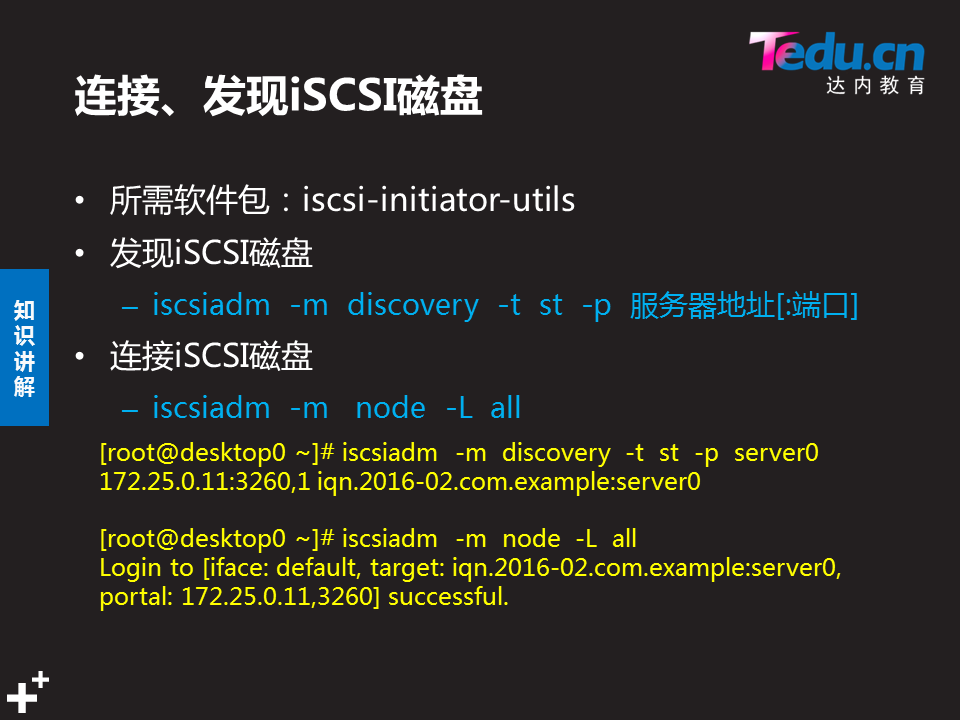 Tedu.cn
达内教育
连接、发现iSCSI磁盘
• 所需软件包：iscsi-initiator-utils
• 发现iSCSI磁盘
– iscsiadm -m discovery -t st -p 服务器地址[:端口]
• 连接iSCSI磁盘
– iscsiadm -m node -L all
知识讲解
[root@desktop0 ~]# iscsiadm -m discovery -t st -p server0
172.25.0.11:3260,1 iqn.2016-02.com.example:server0
[root@desktop0 ~]# iscsiadm -m node -L all
Login to [iface: default, target: iqn.2016-02.com.example:server0,
portal: 172.25.0.11,3260] successful.